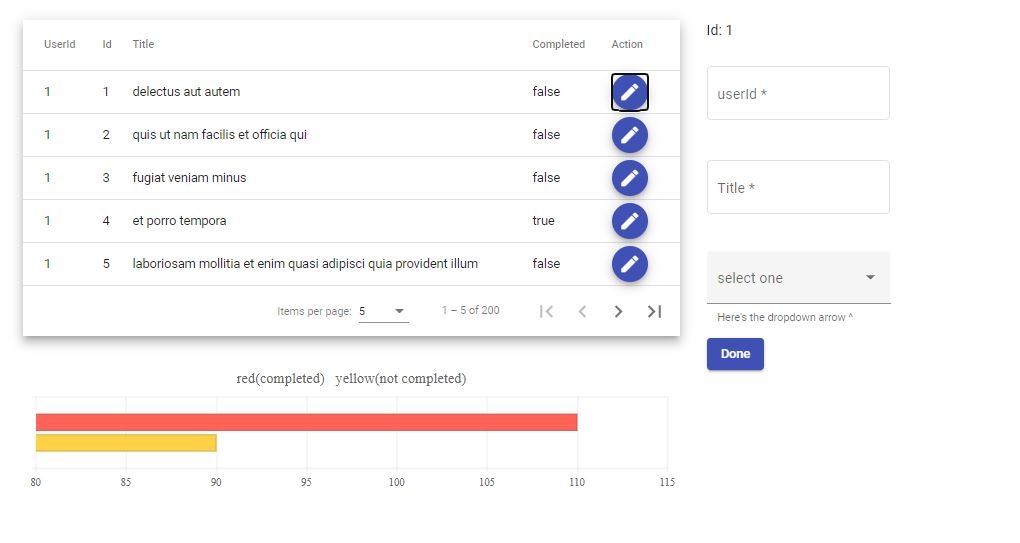 UserId Id Title Completed Action
1 1 delectus aut autem false
1 2 quis ut nam facilis et officia qui false
1 3 fugiat veniam minus false
1 4 et porro tempora true
1 5 laboriosam mollitia et enim quasi adipisci quia provident illum false
Items per page: 5 1 – 5 of 200
red(completed) yellow(not completed)
80 85 90 95 100 105 110 115
Id: 1
userId *
Title *
select one
Here's the dropdown arrow ^
Done